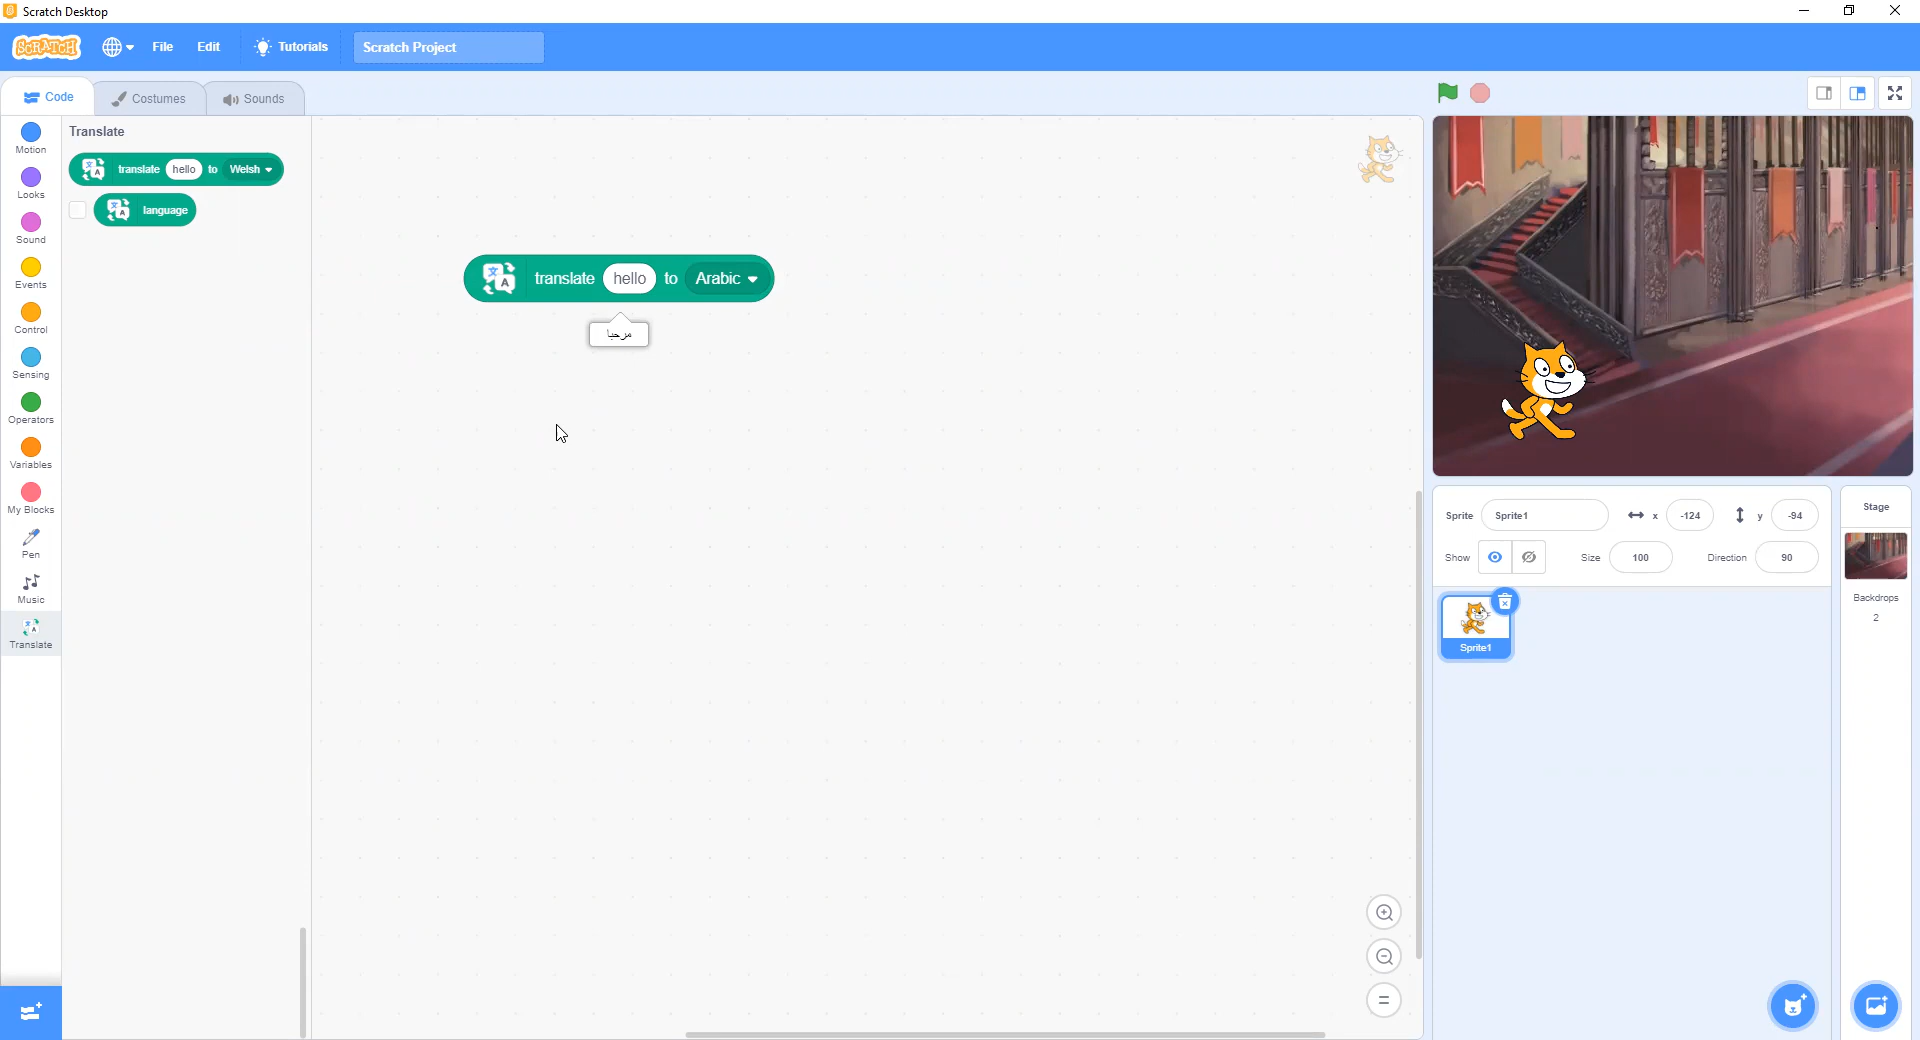 Scratch Desktop
SCRATCH File Edit Tutorials Scratch Project
Code Costumes Sounds
Motion
Looks
Sound
Events
Control
Sensing
Operators
Variables
My Blocks
Pen
Music
Translate
Translate
translate hello to Welsh
language
translate hello to Arabic
مرحبا
Sprite Sprite1 x -124 y -94
Show Size 100 Direction 90
Sprite1
Stage
Backdrops
2